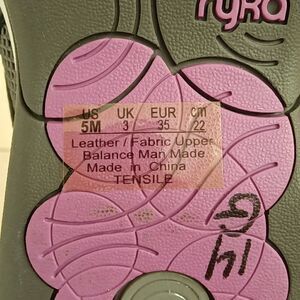 ryka
US UK EUR cm
5M 3 35 22
Leather / Fabric Upper
Balance Man Made
Made in China
TENSILE